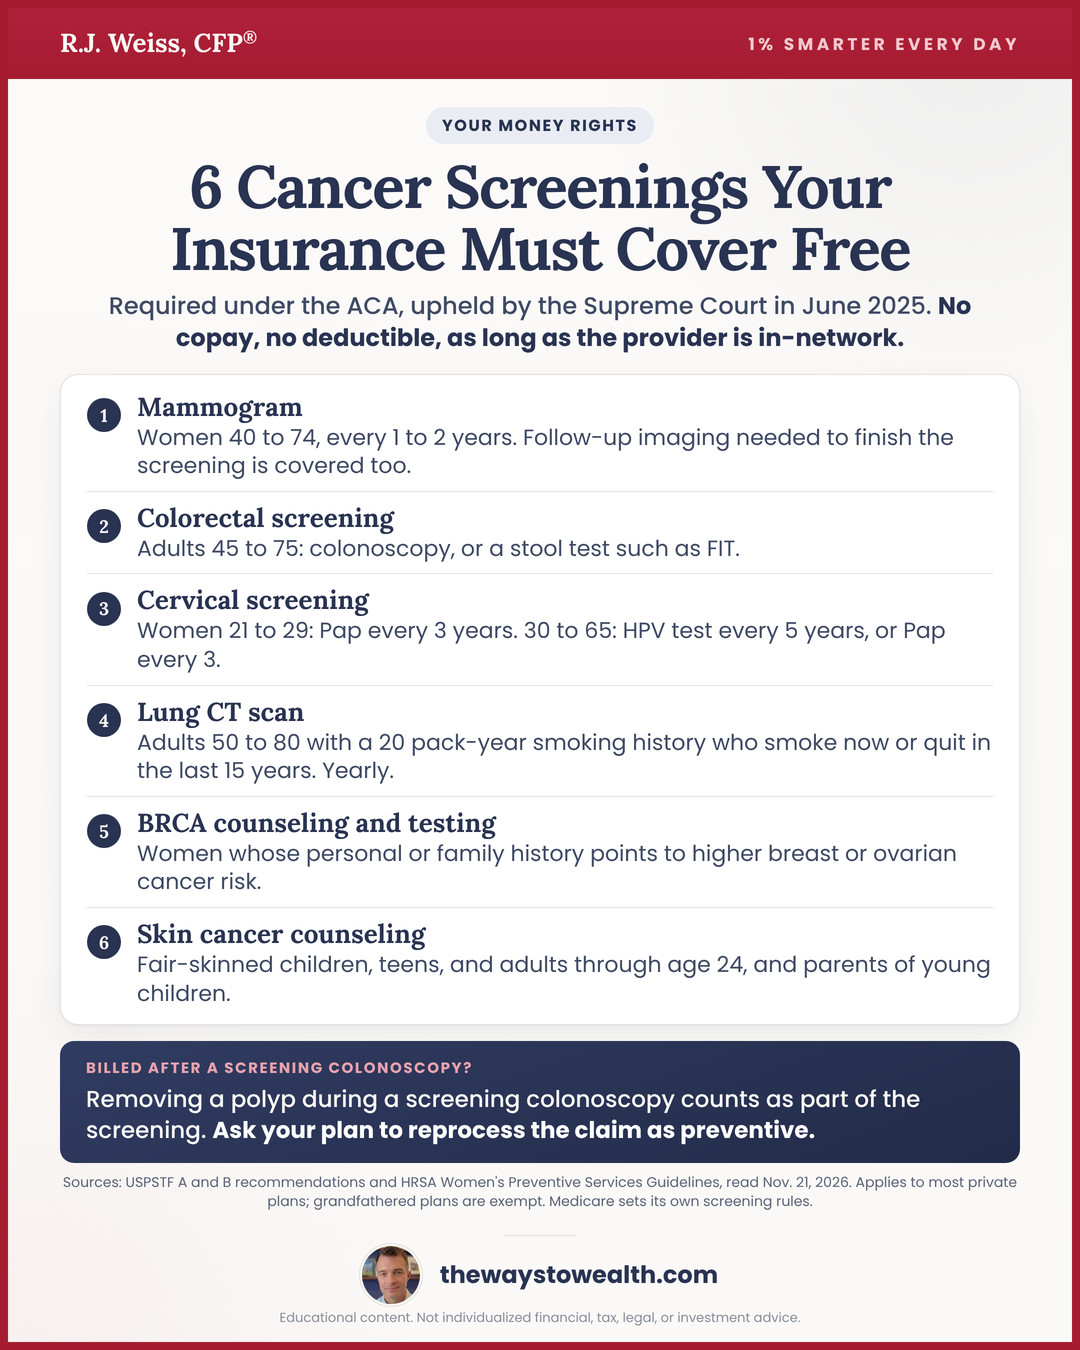 R.J. Weiss, CFP®
1% SMARTER EVERY DAY
YOUR MONEY RIGHTS
6 Cancer Screenings Your
Insurance Must Cover Free
Required under the ACA, upheld by the Supreme Court in June 2025. No
copay, no deductible, as long as the provider is in-network.
1 Mammogram
Women 40 to 74, every 1 to 2 years. Follow-up imaging needed to finish the
screening is covered too.
2 Colorectal screening
Adults 45 to 75: colonoscopy, or a stool test such as FIT.
3 Cervical screening
Women 21 to 29: Pap every 3 years. 30 to 65: HPV test every 5 years, or Pap
every 3.
4 Lung CT scan
Adults 50 to 80 with a 20 pack-year smoking history who smoke now or quit in
the last 15 years. Yearly.
5 BRCA counseling and testing
Women whose personal or family history points to higher breast or ovarian
cancer risk.
6 Skin cancer counseling
Fair-skinned children, teens, and adults through age 24, and parents of young
children.
BILLED AFTER A SCREENING COLONOSCOPY?
Removing a polyp during a screening colonoscopy counts as part of the
screening. Ask your plan to reprocess the claim as preventive.
Sources: USPSTF A and B recommendations and HRSA Women's Preventive Services Guidelines, read Nov. 21, 2026. Applies to most private
plans; grandfathered plans are exempt. Medicare sets its own screening rules.
thewaystowealth.com
Educational content. Not individualized financial, tax, legal, or investment advice.